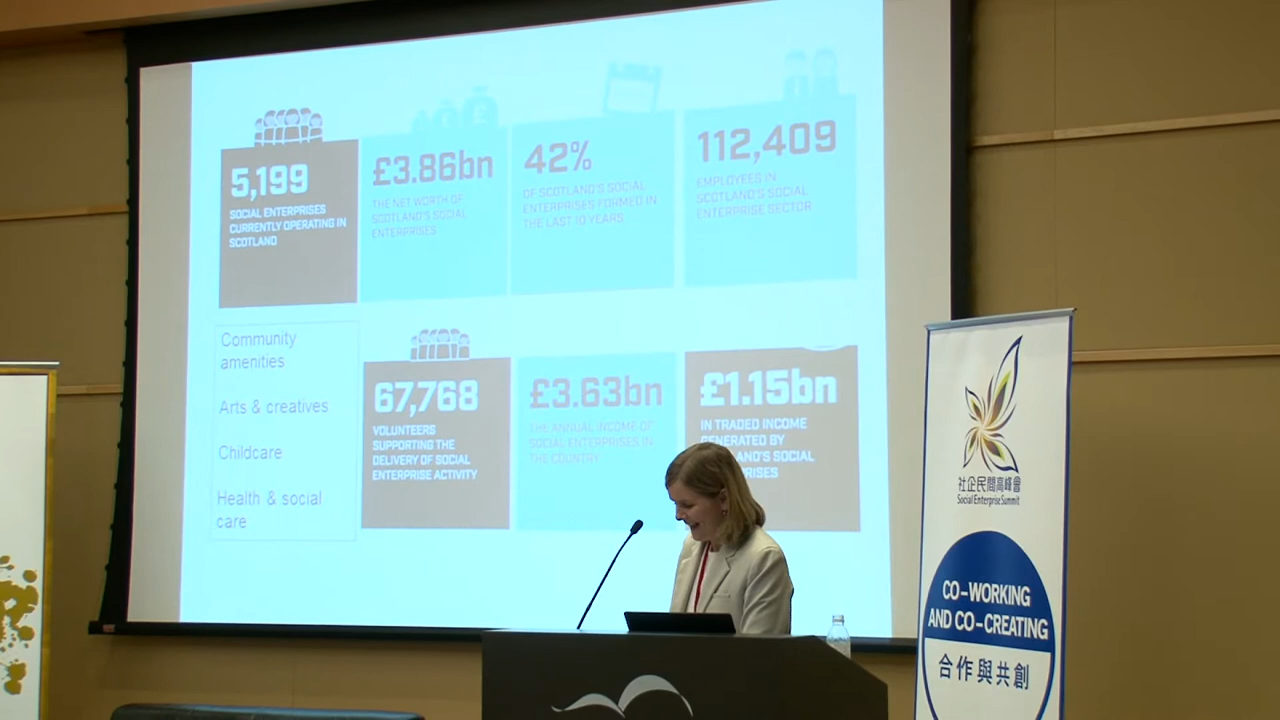 5,199
SOCIAL ENTERPRISES
CURRENTLY OPERATING IN
SCOTLAND
£3.86bn
THE NET WORTH OF
SCOTLAND'S SOCIAL
ENTERPRISES
42%
OF SCOTLAND'S SOCIAL
ENTERPRISES FORMED IN
THE LAST 10 YEARS
112,409
EMPLOYEES IN
SCOTLAND'S SOCIAL
ENTERPRISE SECTOR
Community
amenities
Arts & creatives
Childcare
Health & social
care
67,768
VOLUNTEERS
SUPPORTING THE
DELIVERY OF SOCIAL
ENTERPRISE ACTIVITY
£3.63bn
THE ANNUAL INCOME OF
SOCIAL ENTERPRISES IN
THE COUNTRY
£1.15bn
IN TRADED INCOME
GENERATED BY
LAND'S SOCIAL
RISES
社企民間高峰會
Social Enterprise Summit
CO-WORKING
AND CO-CREATING
合作與共創